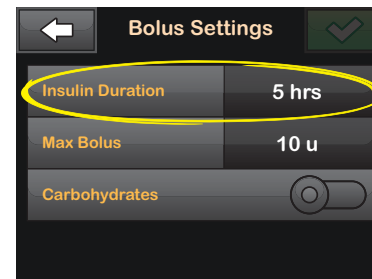 Bolus Settings
Insulin Duration 5 hrs
Max Bolus 10 u
Carbohydrates